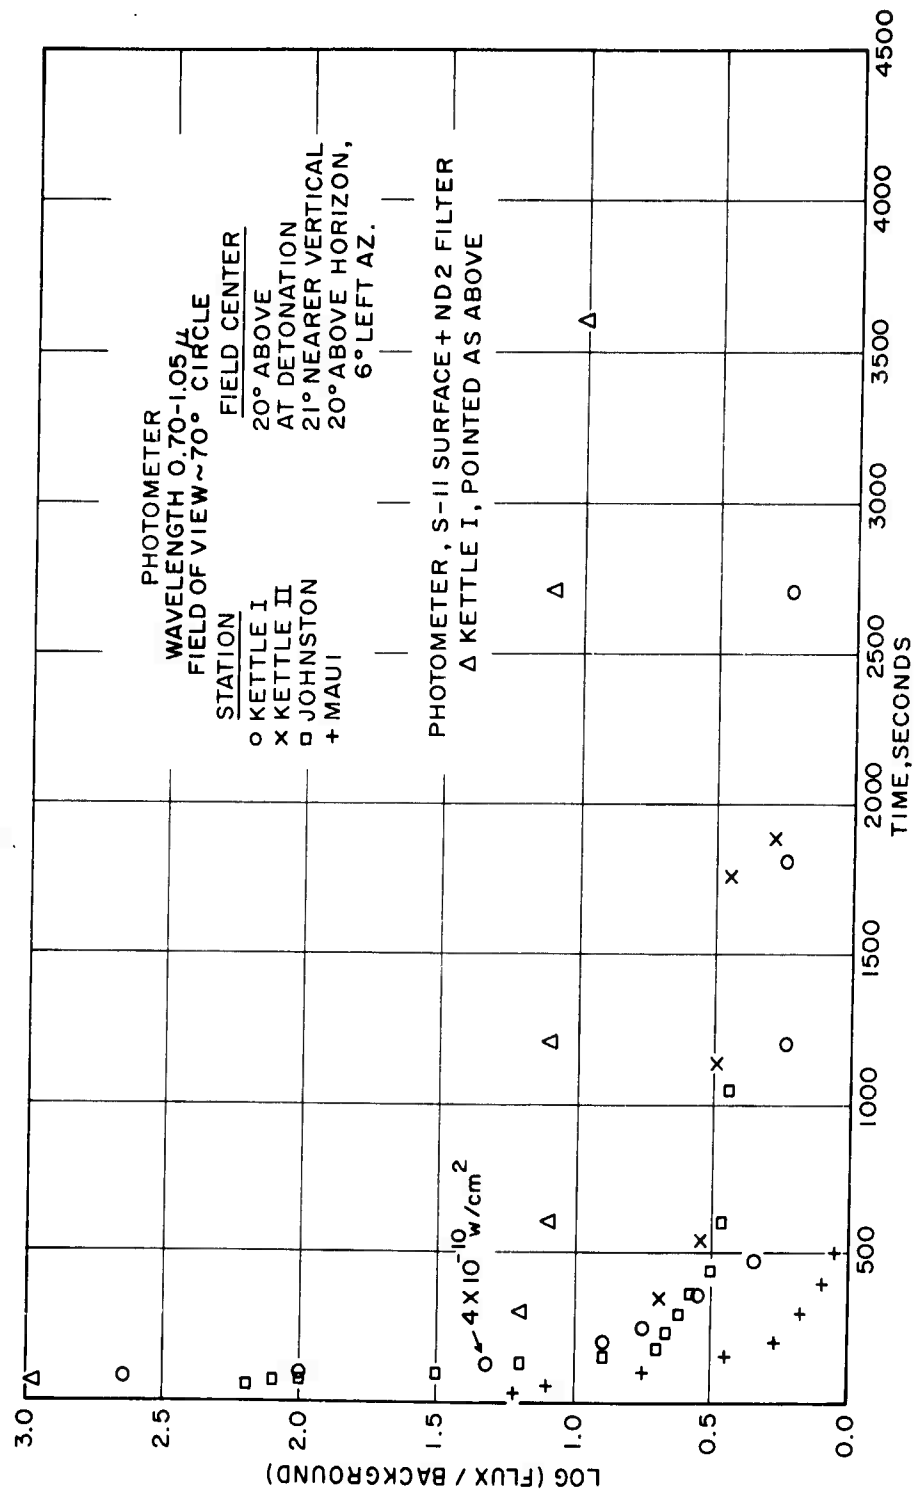 PHOTOMETER
WAVELENGTH 0.70-1.05 μ
FIELD OF VIEW ~70° CIRCLE
STATION
FIELD CENTER
O KETTLE I
20° ABOVE
X KETTLE II
AT DETONATION
□ JOHNSTON
21° NEARER VERTICAL
+ MAUI
20° ABOVE HORIZON,
6° LEFT AZ.
PHOTOMETER, S-11 SURFACE + ND2 FILTER
Δ KETTLE I, POINTED AS ABOVE
4 X 10⁻¹⁰ w/cm²
LOG (FLUX / BACKGROUND)
3.0
2.5
2.0
1.5
1.0
0.5
0.0
500
1000
1500
2000
2500
3000
3500
4000
4500
TIME, SECONDS